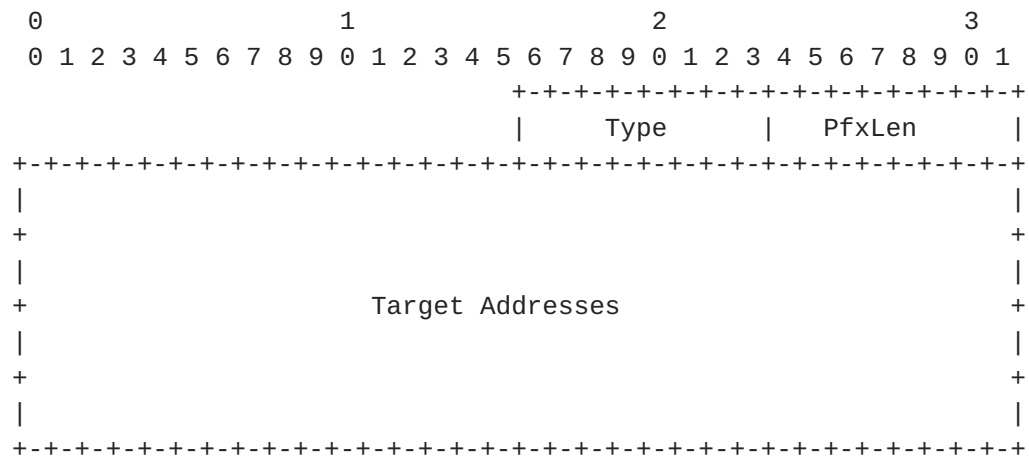 0                   1                   2                   3
 0 1 2 3 4 5 6 7 8 9 0 1 2 3 4 5 6 7 8 9 0 1 2 3 4 5 6 7 8 9 0 1
                                +-+-+-+-+-+-+-+-+-+-+-+-+-+-+-+-+
                                |     Type      |   PfxLen      |
+-+-+-+-+-+-+-+-+-+-+-+-+-+-+-+-+-+-+-+-+-+-+-+-+-+-+-+-+-+-+-+-+
|                                                               |
+                                                               +
|                                                               |
+                      Target Addresses                         +
|                                                               |
+                                                               +
|                                                               |
+-+-+-+-+-+-+-+-+-+-+-+-+-+-+-+-+-+-+-+-+-+-+-+-+-+-+-+-+-+-+-+-+